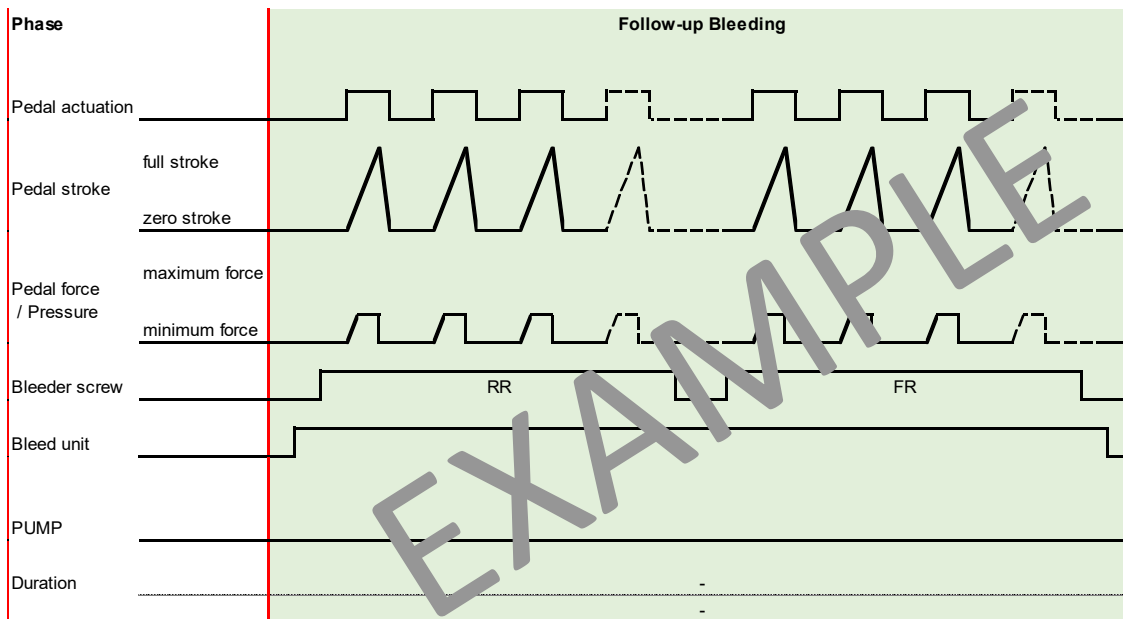 Phase
Follow-up Bleeding
Pedal actuation
full stroke
Pedal stroke
zero stroke
maximum force
Pedal force
/ Pressure
minimum force
Bleeder screw
RR
FR
Bleed unit
PUMP
Duration
-
-
EXAMPLE